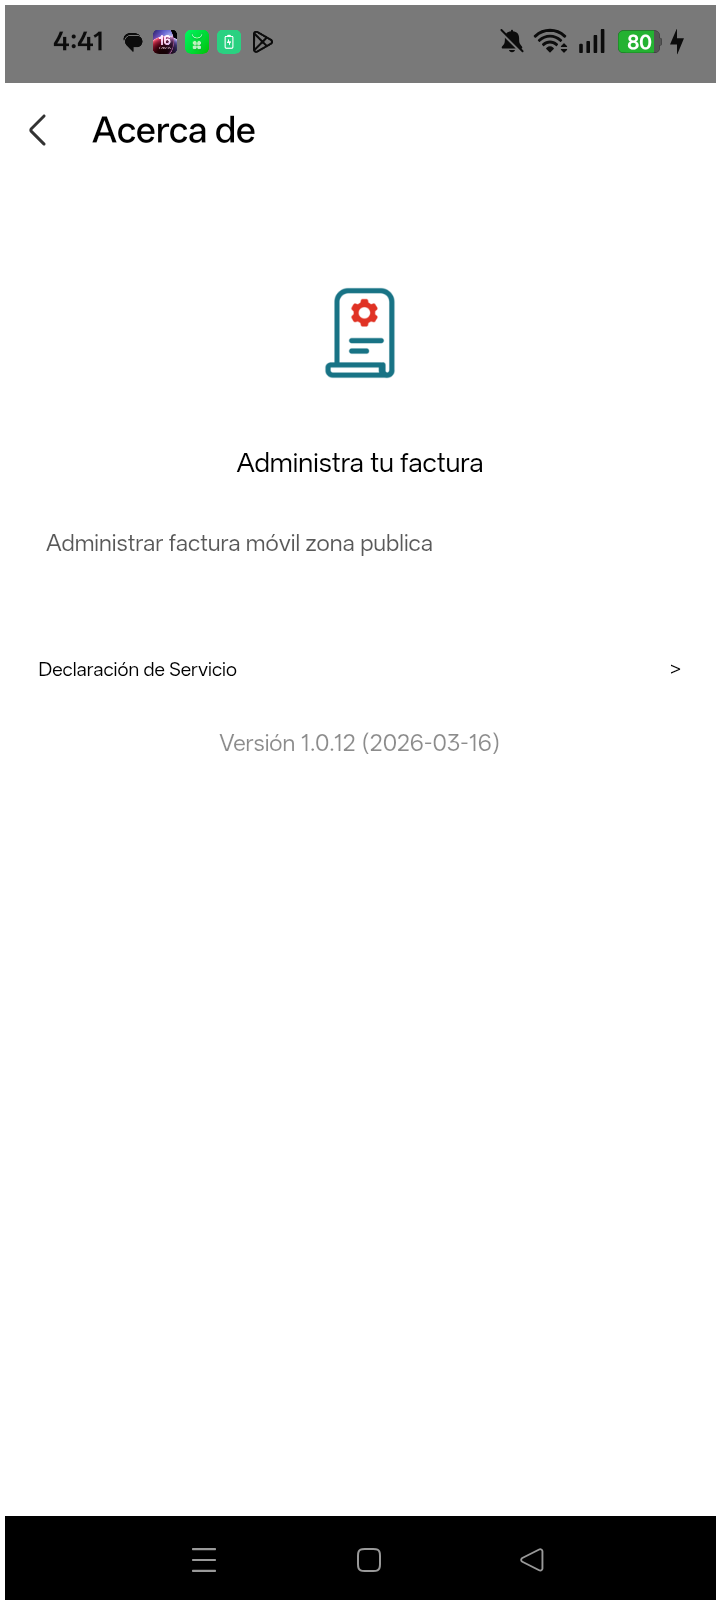 4:41
16
80
Acerca de
Administra tu factura
Administrar factura móvil zona publica
Declaración de Servicio >
Versión 1.0.12 (2026-03-16)